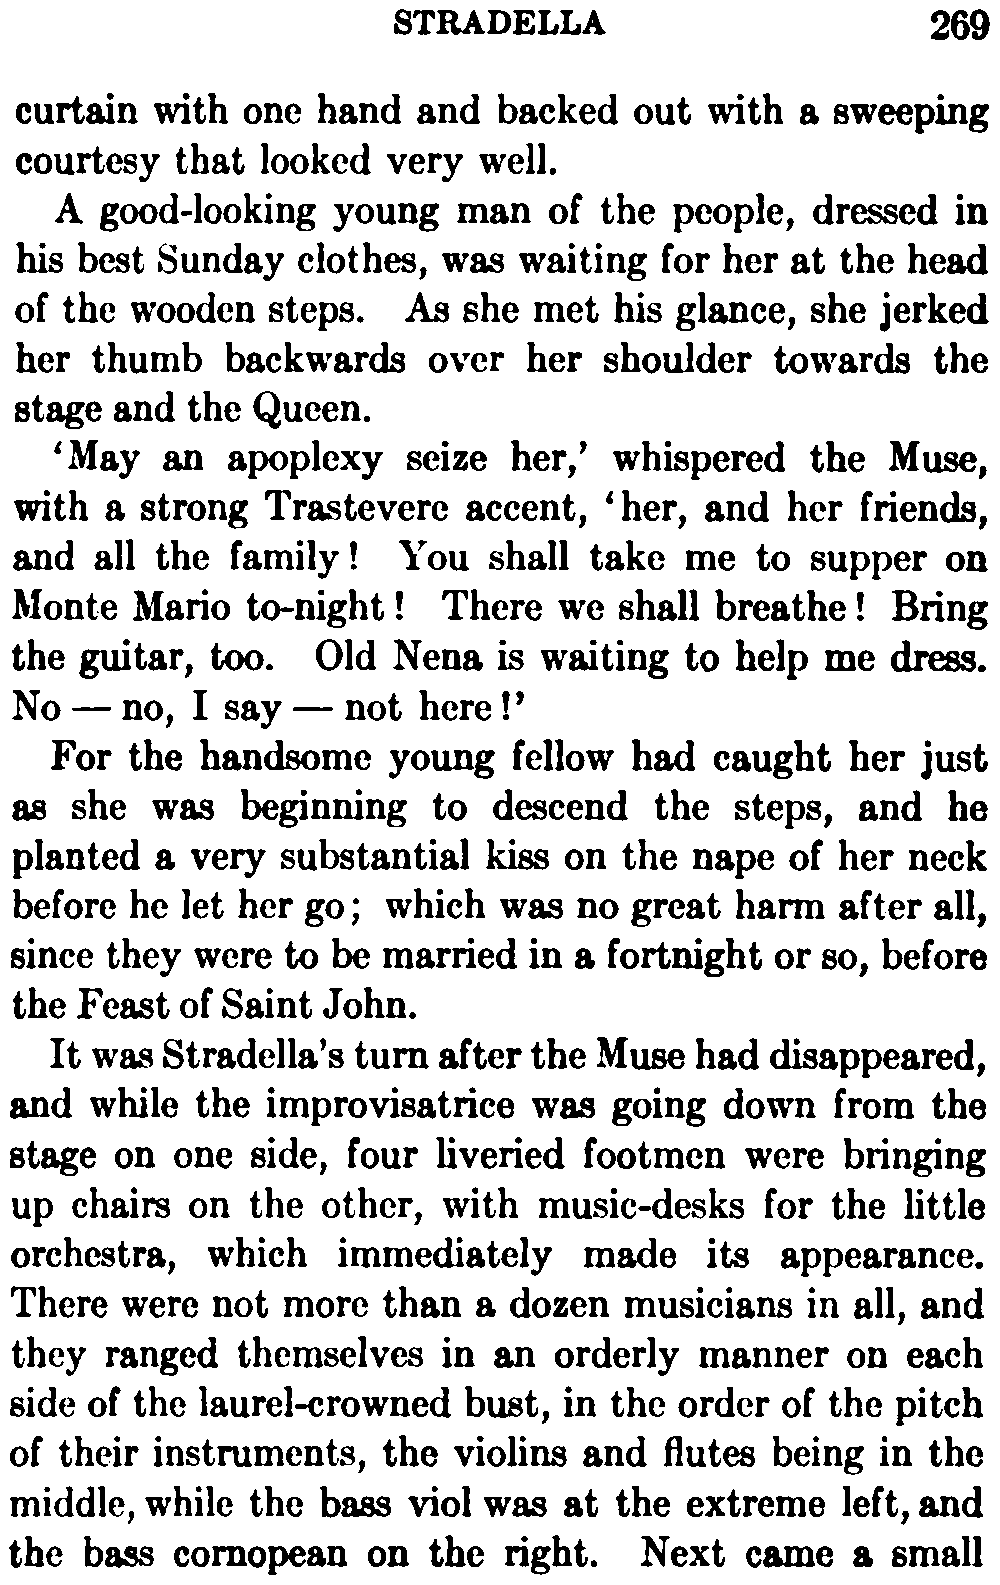 STRADELLA 269
curtain with one hand and backed out with a sweeping
courtesy that looked very well.
A good-looking young man of the people, dressed in
his best Sunday clothes, was waiting for her at the head
of the wooden steps. As she met his glance, she jerked
her thumb backwards over her shoulder towards the
stage and the Queen.
‘May an apoplexy seize her,’ whispered the Muse,
with a strong Trastevere accent, ‘her, and her friends,
and all the family! You shall take me to supper on
Monte Mario to-night! There we shall breathe! Bring
the guitar, too. Old Nena is waiting to help me dress.
No — no, I say — not here!’
For the handsome young fellow had caught her just
as she was beginning to descend the steps, and he
planted a very substantial kiss on the nape of her neck
before he let her go; which was no great harm after all,
since they were to be married in a fortnight or so, before
the Feast of Saint John.
It was Stradella’s turn after the Muse had disappeared,
and while the improvisatrice was going down from the
stage on one side, four liveried footmen were bringing
up chairs on the other, with music-desks for the little
orchestra, which immediately made its appearance.
There were not more than a dozen musicians in all, and
they ranged themselves in an orderly manner on each
side of the laurel-crowned bust, in the order of the pitch
of their instruments, the violins and flutes being in the
middle, while the bass viol was at the extreme left, and
the bass cornopean on the right. Next came a small